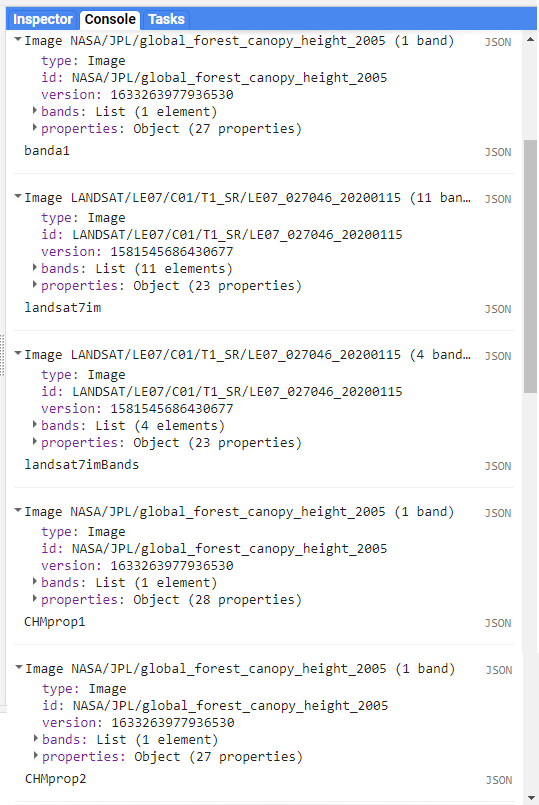 Inspector Console Tasks
Image NASA/JPL/global_forest_canopy_height_2005 (1 band) JSON
type: Image
id: NASA/JPL/global_forest_canopy_height_2005
version: 1633263977936530
bands: List (1 element)
properties: Object (27 properties)
banda1 JSON
Image LANDSAT/LE07/C01/T1_SR/LE07_027046_20200115 (11 ban… JSON
type: Image
id: LANDSAT/LE07/C01/T1_SR/LE07_027046_20200115
version: 1581545686430677
bands: List (11 elements)
properties: Object (23 properties)
landsat7im JSON
Image LANDSAT/LE07/C01/T1_SR/LE07_027046_20200115 (4 band… JSON
type: Image
id: LANDSAT/LE07/C01/T1_SR/LE07_027046_20200115
version: 1581545686430677
bands: List (4 elements)
properties: Object (23 properties)
landsat7imBands JSON
Image NASA/JPL/global_forest_canopy_height_2005 (1 band) JSON
type: Image
id: NASA/JPL/global_forest_canopy_height_2005
version: 1633263977936530
bands: List (1 element)
properties: Object (28 properties)
CHMprop1 JSON
Image NASA/JPL/global_forest_canopy_height_2005 (1 band) JSON
type: Image
id: NASA/JPL/global_forest_canopy_height_2005
version: 1633263977936530
bands: List (1 element)
properties: Object (27 properties)
CHMprop2 JSON